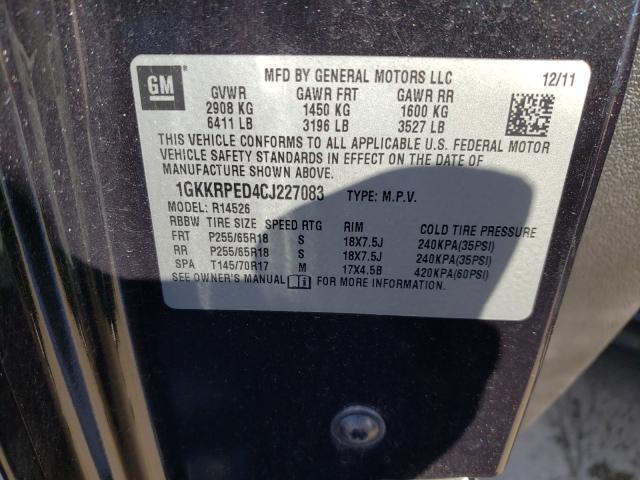 GM ®
MFD BY GENERAL MOTORS LLC 12/11
GVWR GAWR FRT GAWR RR
2908 KG 1450 KG 1600 KG
6411 LB 3196 LB 3527 LB
THIS VEHICLE CONFORMS TO ALL APPLICABLE U.S. FEDERAL MOTOR
VEHICLE SAFETY STANDARDS IN EFFECT ON THE DATE OF
MANUFACTURE SHOWN ABOVE.
1GKKRPED4CJ227083 TYPE: M.P.V.
MODEL: R14526
RBBW TIRE SIZE SPEED RTG RIM COLD TIRE PRESSURE
FRT P255/65R18 S 18X7.5J 240KPA(35PSI)
RR P255/65R18 S 18X7.5J 240KPA(35PSI)
SPA T145/70R17 M 17X4.5B 420KPA(60PSI)
SEE OWNER'S MANUAL FOR MORE INFORMATION.